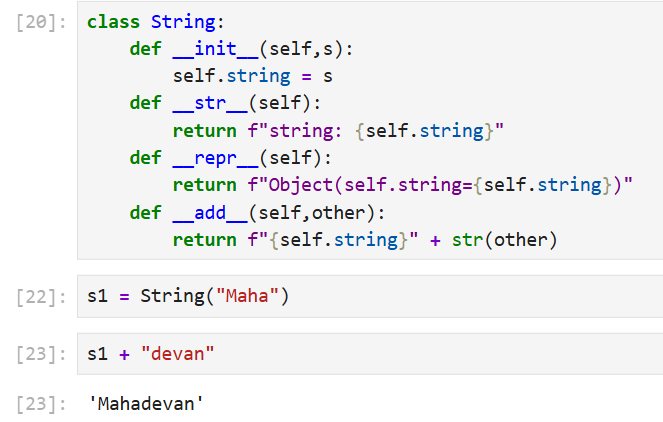 [20]: class String:
    def __init__(self,s):
        self.string = s
    def __str__(self):
        return f"string: {self.string}"
    def __repr__(self):
        return f"Object(self.string={self.string})"
    def __add__(self,other):
        return f"{self.string}" + str(other)
[22]: s1 = String("Maha")
[23]: s1 + "devan"
[23]: 'Mahadevan'